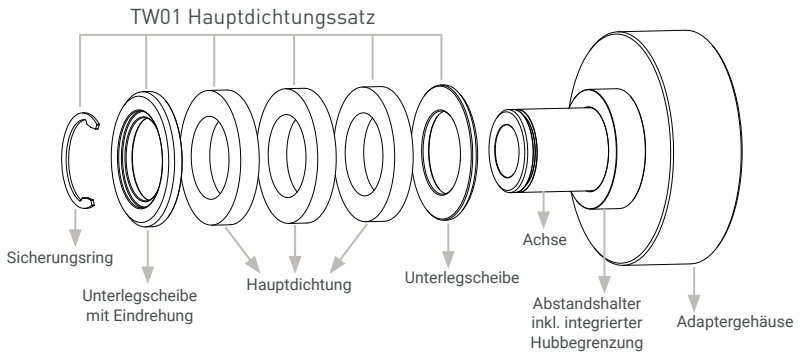 TW01 Hauptdichtungssatz
Sicherungsring
Unterlegscheibe
mit Eindrehung
Hauptdichtung
Unterlegscheibe
Achse
Abstandshalter
inkl. integrierter
Hubbegrenzung
Adaptergehäuse